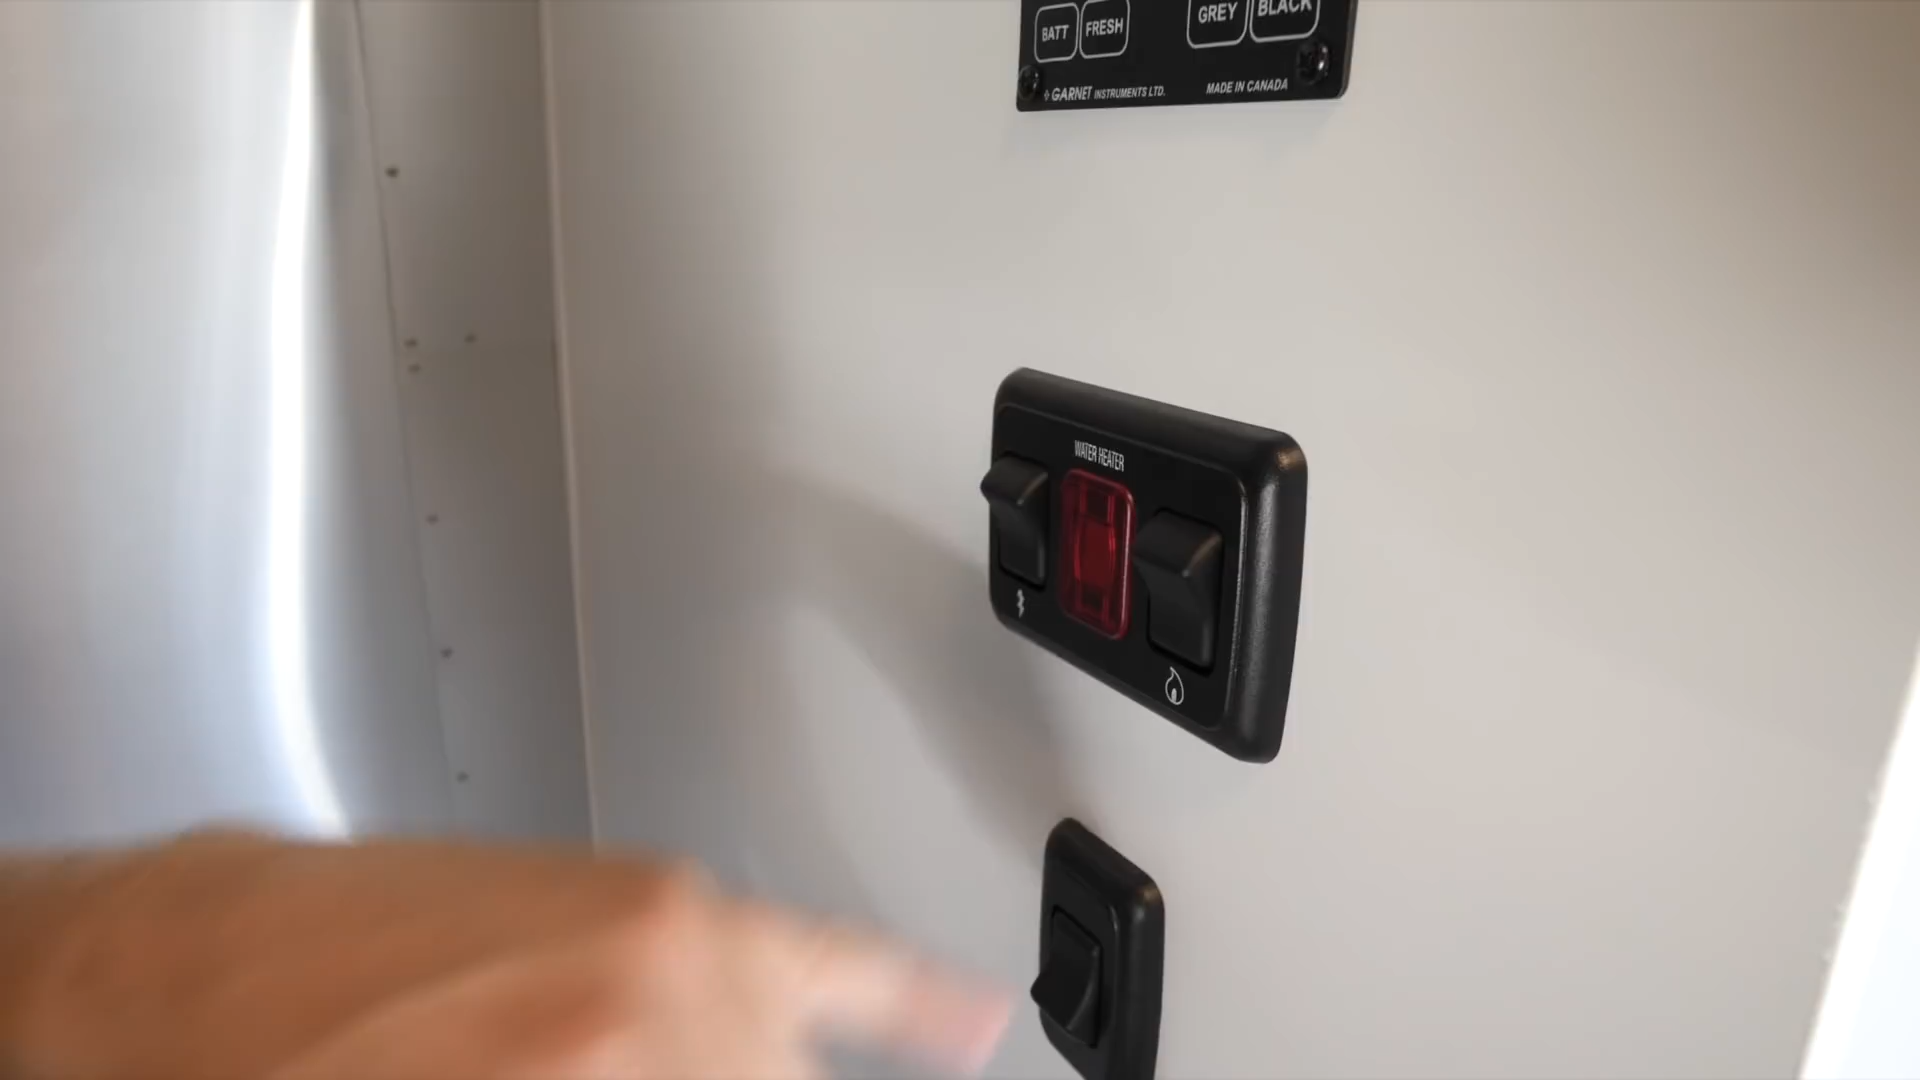 BATT FRESH GREY BLACK
GARNET INSTRUMENTS LTD. MADE IN CANADA
WATER HEATER